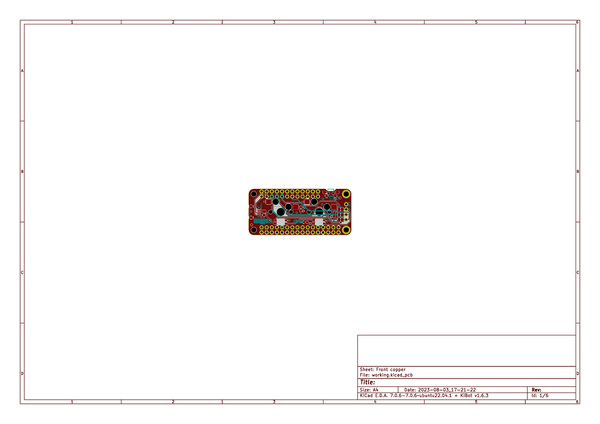 1 2 3 4 5 6
A A
B B
C C
D D
Sheet: Front copper
File: working.kicad_pcb
Title:
Size: A4 Date: 2023-08-03_17-21-22 Rev:
KiCad E.D.A. 7.0.6-7.0.6-ubuntu22.04.1 + KiBot v1.6.3 Id: 1/6
1 2 3 4 5 6